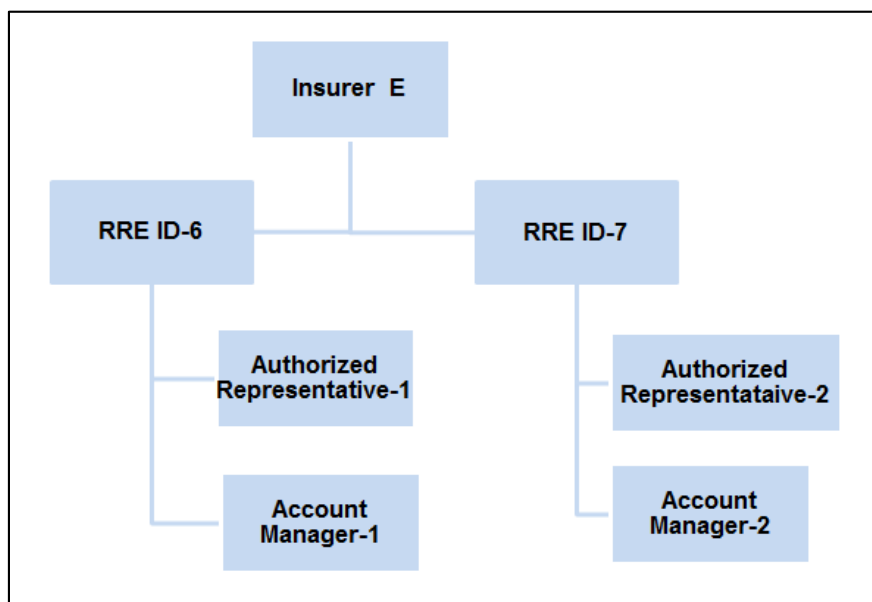 Insurer E
RRE ID-6
RRE ID-7
Authorized
Representative-1
Authorized
Representataive-2
Account
Manager-1
Account
Manager-2